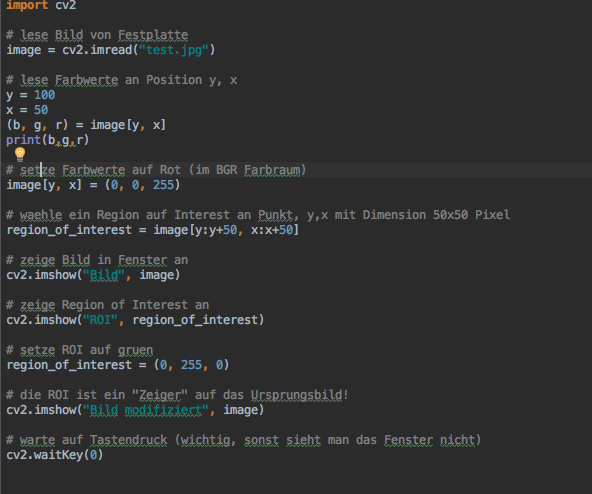 import cv2
# lese Bild von Festplatte
image = cv2.imread("test.jpg")
# lese Farbwerte an Position y, x
y = 100
x = 50
(b, g, r) = image[y, x]
print(b,g,r)
# setze Farbwerte auf Rot (im BGR Farbraum)
image[y, x] = (0, 0, 255)
# waehle ein Region auf Interest an Punkt, y,x mit Dimension 50x50 Pixel
region_of_interest = image[y:y+50, x:x+50]
# zeige Bild in Fenster an
cv2.imshow("Bild", image)
# zeige Region of Interest an
cv2.imshow("ROI", region_of_interest)
# setze ROI auf gruen
region_of_interest = (0, 255, 0)
# die ROI ist ein "Zeiger" auf das Ursprungsbild!
cv2.imshow("Bild modifiziert", image)
# warte auf Tastendruck (wichtig, sonst sieht man das Fenster nicht)
cv2.waitKey(0)